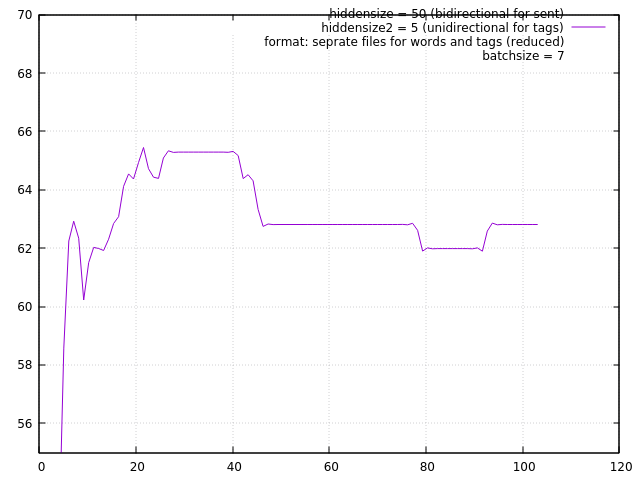 hiddensize = 50 (bidirectional for sent)
hiddensize2 = 5 (unidirectional for tags)
format: seprate files for words and tags (reduced)
batchsize = 7
70
68
66
64
62
60
58
56
0 20 40 60 80 100 120